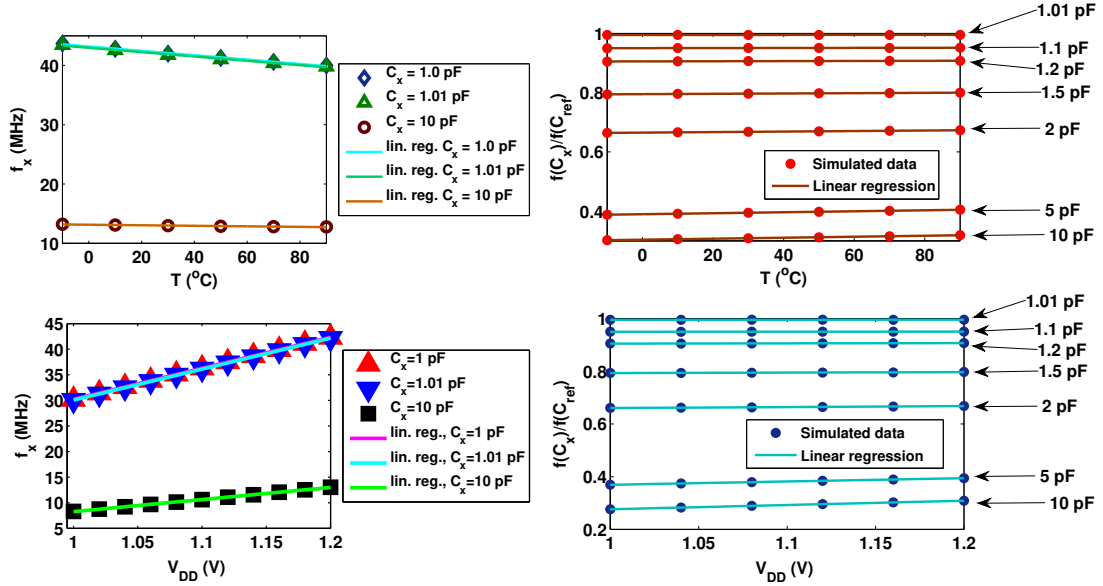 40
30
20
10
0
20
40
60
80
f_x (MHz)
T (°C)
C_x = 1.0 pF
C_x = 1.01 pF
C_x = 10 pF
lin. reg. C_x = 1.0 pF
lin. reg. C_x = 1.01 pF
lin. reg. C_x = 10 pF
1
0.8
0.6
0.4
0
20
40
60
80
f(C_x)/f(C_ref)
T (°C)
Simulated data
Linear regression
1.01 pF
1.1 pF
1.2 pF
1.5 pF
2 pF
5 pF
10 pF
45
40
35
30
25
20
15
10
5
1
1.05
1.1
1.15
1.2
f_x (MHz)
V_DD (V)
C_x=1 pF
C_x=1.01 pF
C_x=10 pF
lin. reg., C_x=1 pF
lin. reg., C_x=1.01 pF
lin. reg., C_x=10 pF
1
0.8
0.6
0.4
0.2
1
1.05
1.1
1.15
1.2
f(C_x)/f(C_ref)
V_DD (V)
Simulated data
Linear regression
1.01 pF
1.1 pF
1.2 pF
1.5 pF
2 pF
5 pF
10 pF